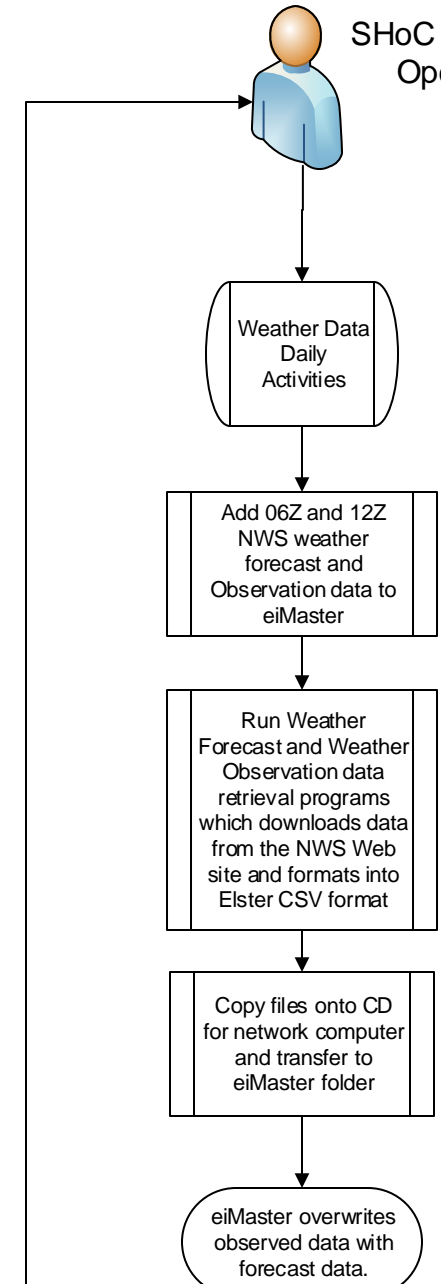 SHoC
Weather Data
Daily
Activities
Add 06Z and 12Z
NWS weather
forecast and
Observation data to
eiMaster
Run Weather
Forecast and Weather
Observation data
retrieval programs
which downloads data
from the NWS Web
site and formats into
Elster CSV format
Copy files onto CD
for network computer
and transfer to
eiMaster folder
eiMaster overwrites
observed data with
forecast data.